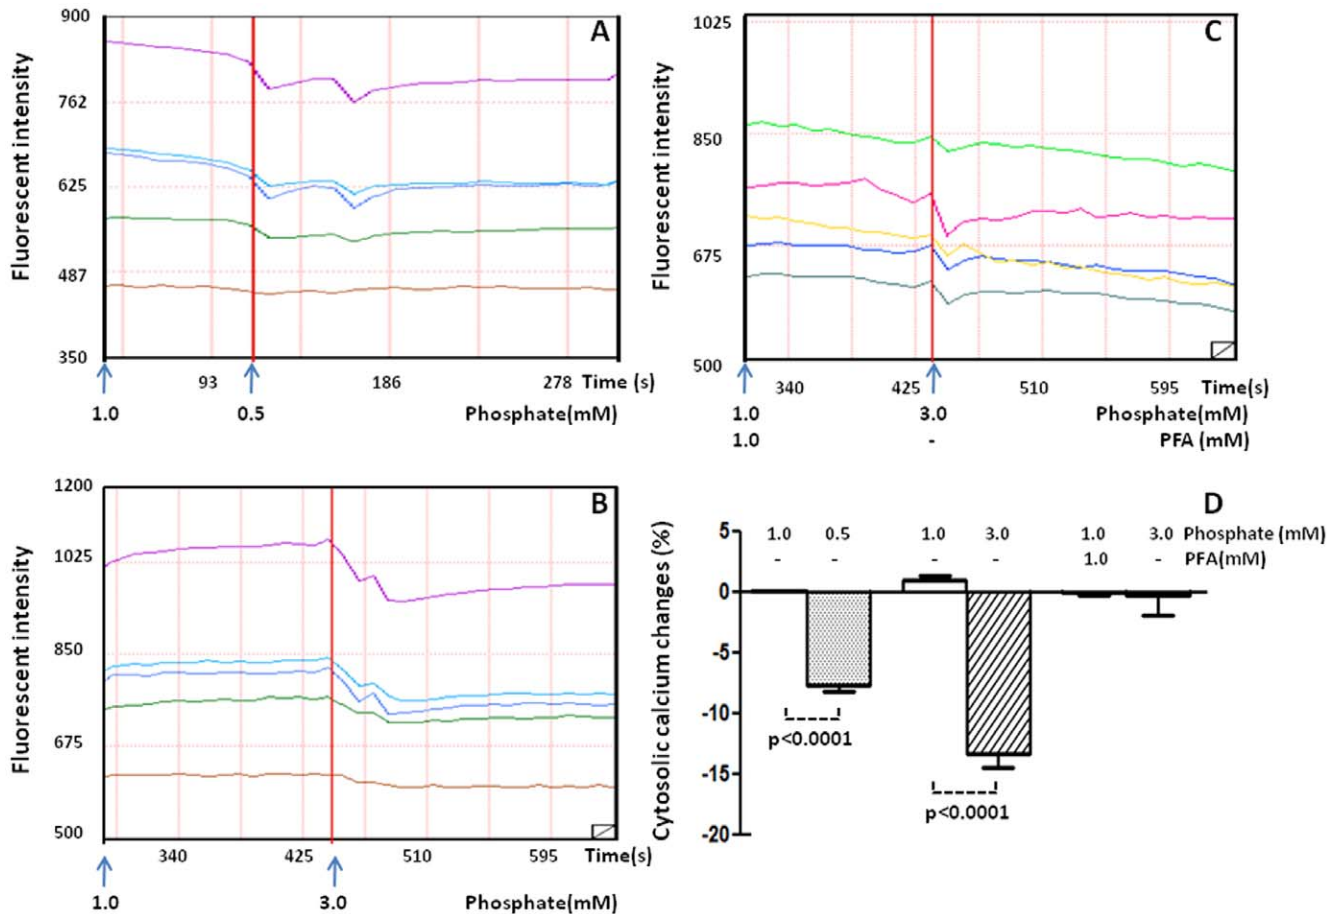 A
Fluorescent intensity
900
762
625
487
350
93 186 278 Time (s)
1.0 0.5 Phosphate(mM)
C
Fluorescent intensity
1025
850
675
500
340 425 510 595 Time(s)
1.0 3.0 Phosphate(mM)
1.0 - PFA (mM)
B
Fluorescent intensity
1200
1025
850
675
500
340 425 510 595 Time(s)
1.0 3.0 Phosphate(mM)
D
Cytosolic calcium changes (%)
5
0
-5
-10
-15
-20
1.0 0.5 1.0 3.0 1.0 3.0 Phosphate (mM)
- - - - 1.0 - PFA(mM)
p<0.0001
p<0.0001